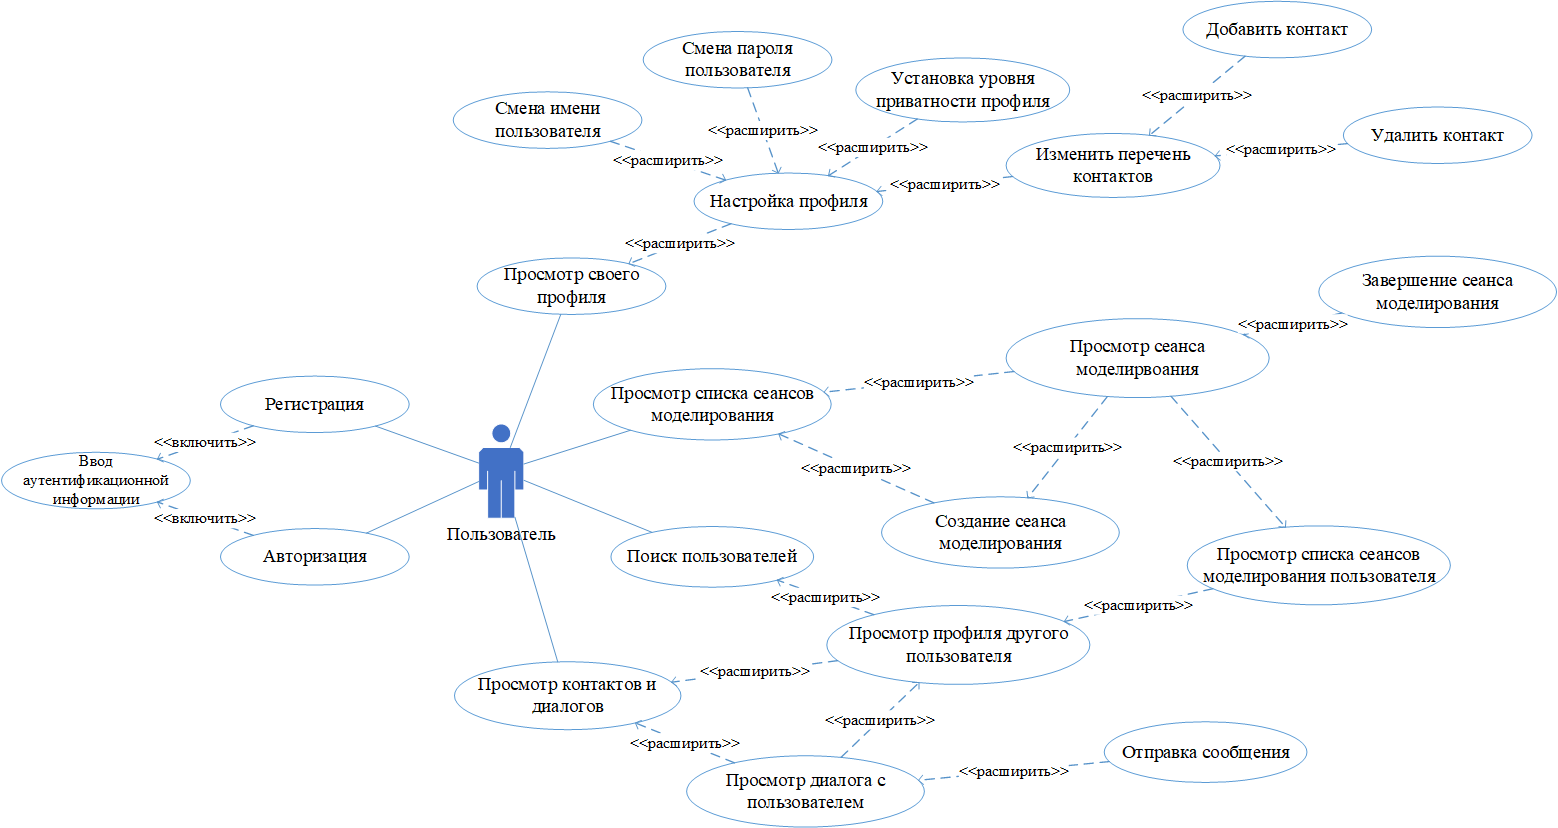 Добавить контакт
Смена пароля
пользователя
Установка уровня
приватности профиля
<<расширить>>
Смена имени
пользователя
<<расширить>>
Удалить контакт
<<расширить>>
<<расширить>>
<<расширить>>
Изменить перечень
контактов
<<расширить>>
<<расширить>>
Настройка профиля
<<расширить>>
Просмотр своего
профиля
Завершение сеанса
моделирования
<<расширить>>
Просмотр сеанса
моделирвоания
<<расширить>>
Просмотр списка сеансов
моделирования
Регистрация
<<включить>>
<<расширить>>
<<расширить>>
<<расширить>>
Ввод
аутентификационной
информации
<<включить>>
Создание сеанса
моделирования
Пользователь
Авторизация
Поиск пользователей
Просмотр списка сеансов
моделирования пользователя
<<расширить>>
<<расширить>>
Просмотр профиля другого
пользователя
<<расширить>>
Просмотр контактов и
диалогов
<<расширить>>
<<расширить>>
Отправка сообщения
<<расширить>>
Просмотр диалога с
пользователем